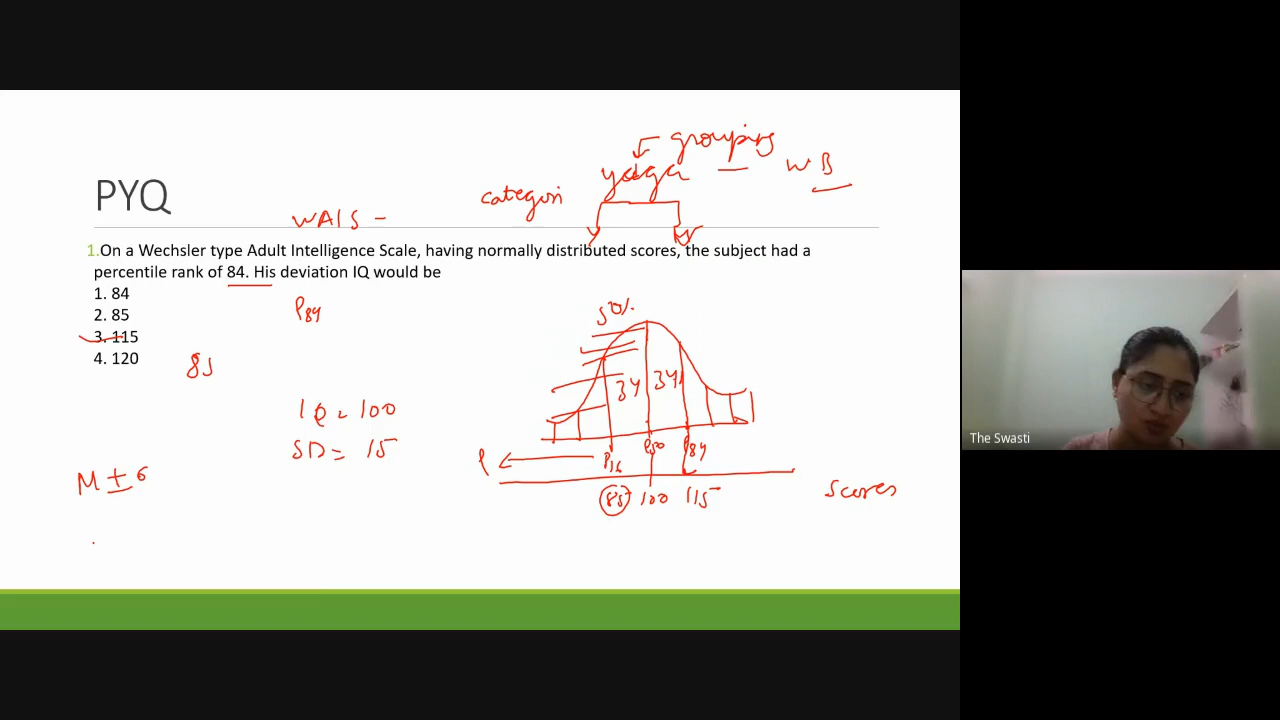 grouping
yoga
W B
categori
PYQ
WAIS -
1.On a Wechsler type Adult Intelligence Scale, having normally distributed scores, the subject had a
percentile rank of 84. His deviation IQ would be
1. 84
2. 85
3. 115
4. 120
P84
85
50%
34 34
IQ = 100
SD = 15
M ± σ
P16 P50 P84
85 100 115
scores
The Swasti